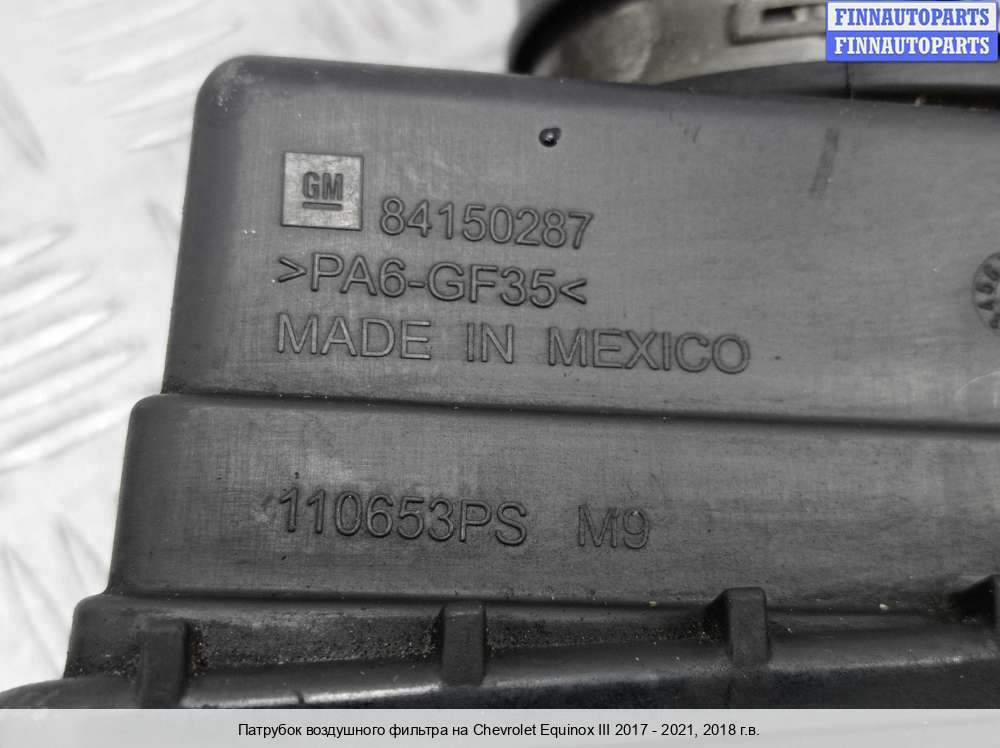 FINNAUTOPARTS
FINNAUTOPARTS
GM
84150287
>PA6-GF35<
MADE IN MEXICO
110653PS M9
Патрубок воздушного фильтра на Chevrolet Equinox III 2017 - 2021, 2018 г.в.